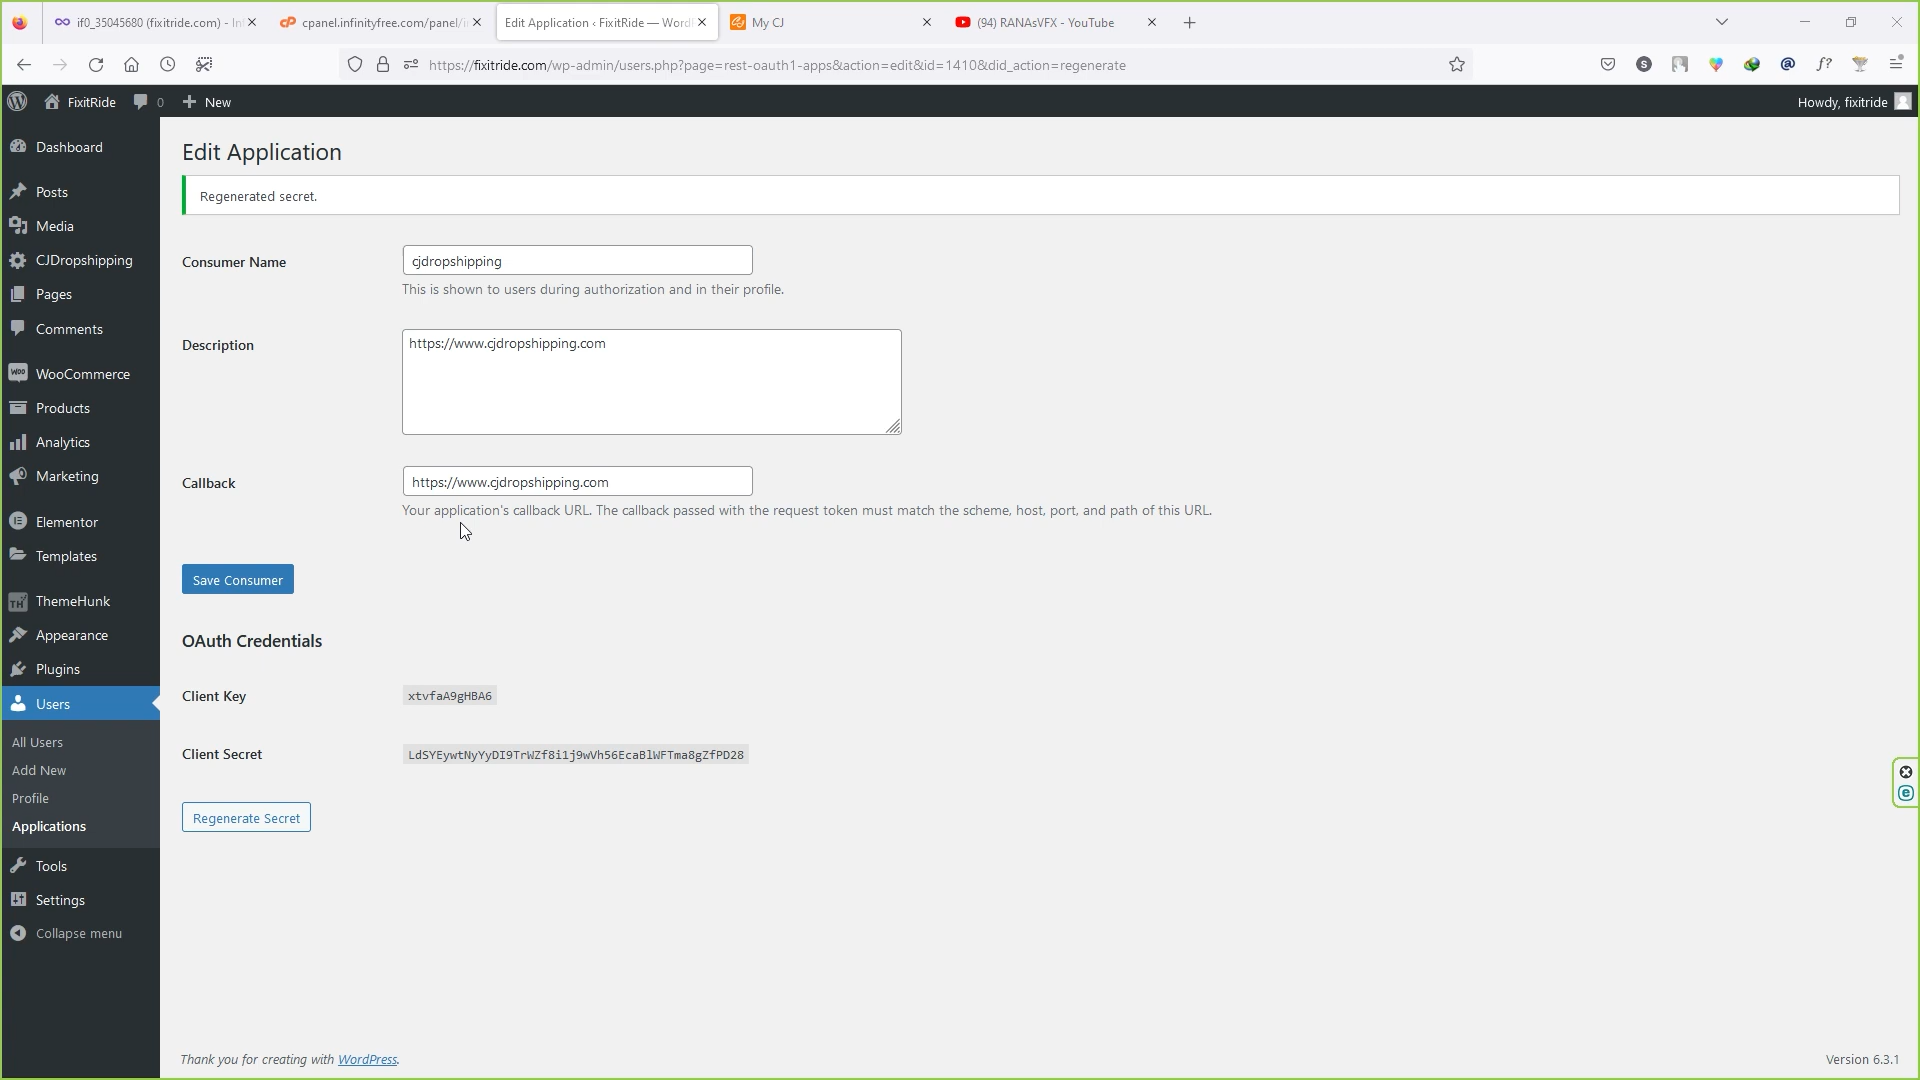 if0_35045680 (fixitride.com) - In
cpanel.infinityfree.com/panel/i
Edit Application ‹ FixitRide — Word
My CJ
(94) RANAsVFX - YouTube
https://fixitride.com/wp-admin/users.php?page=rest-oauth1-apps&action=edit&id=1410&did_action=regenerate
FixitRide
0
New
Howdy, fixitride
Dashboard
Posts
Media
CJDropshipping
Pages
Comments
WooCommerce
Products
Analytics
Marketing
Elementor
Templates
ThemeHunk
Appearance
Plugins
Users
All Users
Add New
Profile
Applications
Tools
Settings
Collapse menu
Edit Application
Regenerated secret.
Consumer Name
cjdropshipping
This is shown to users during authorization and in their profile.
Description
https://www.cjdropshipping.com
Callback
https://www.cjdropshipping.com
Your application's callback URL. The callback passed with the request token must match the scheme, host, port, and path of this URL.
Save Consumer
OAuth Credentials
Client Key
xtvfaA9gHBA6
Client Secret
LdSYEywtNyYyDI9TrWZf8i1j9wVh56EcaBlWFTma8gZfPD28
Regenerate Secret
Thank you for creating with WordPress.
Version 6.3.1